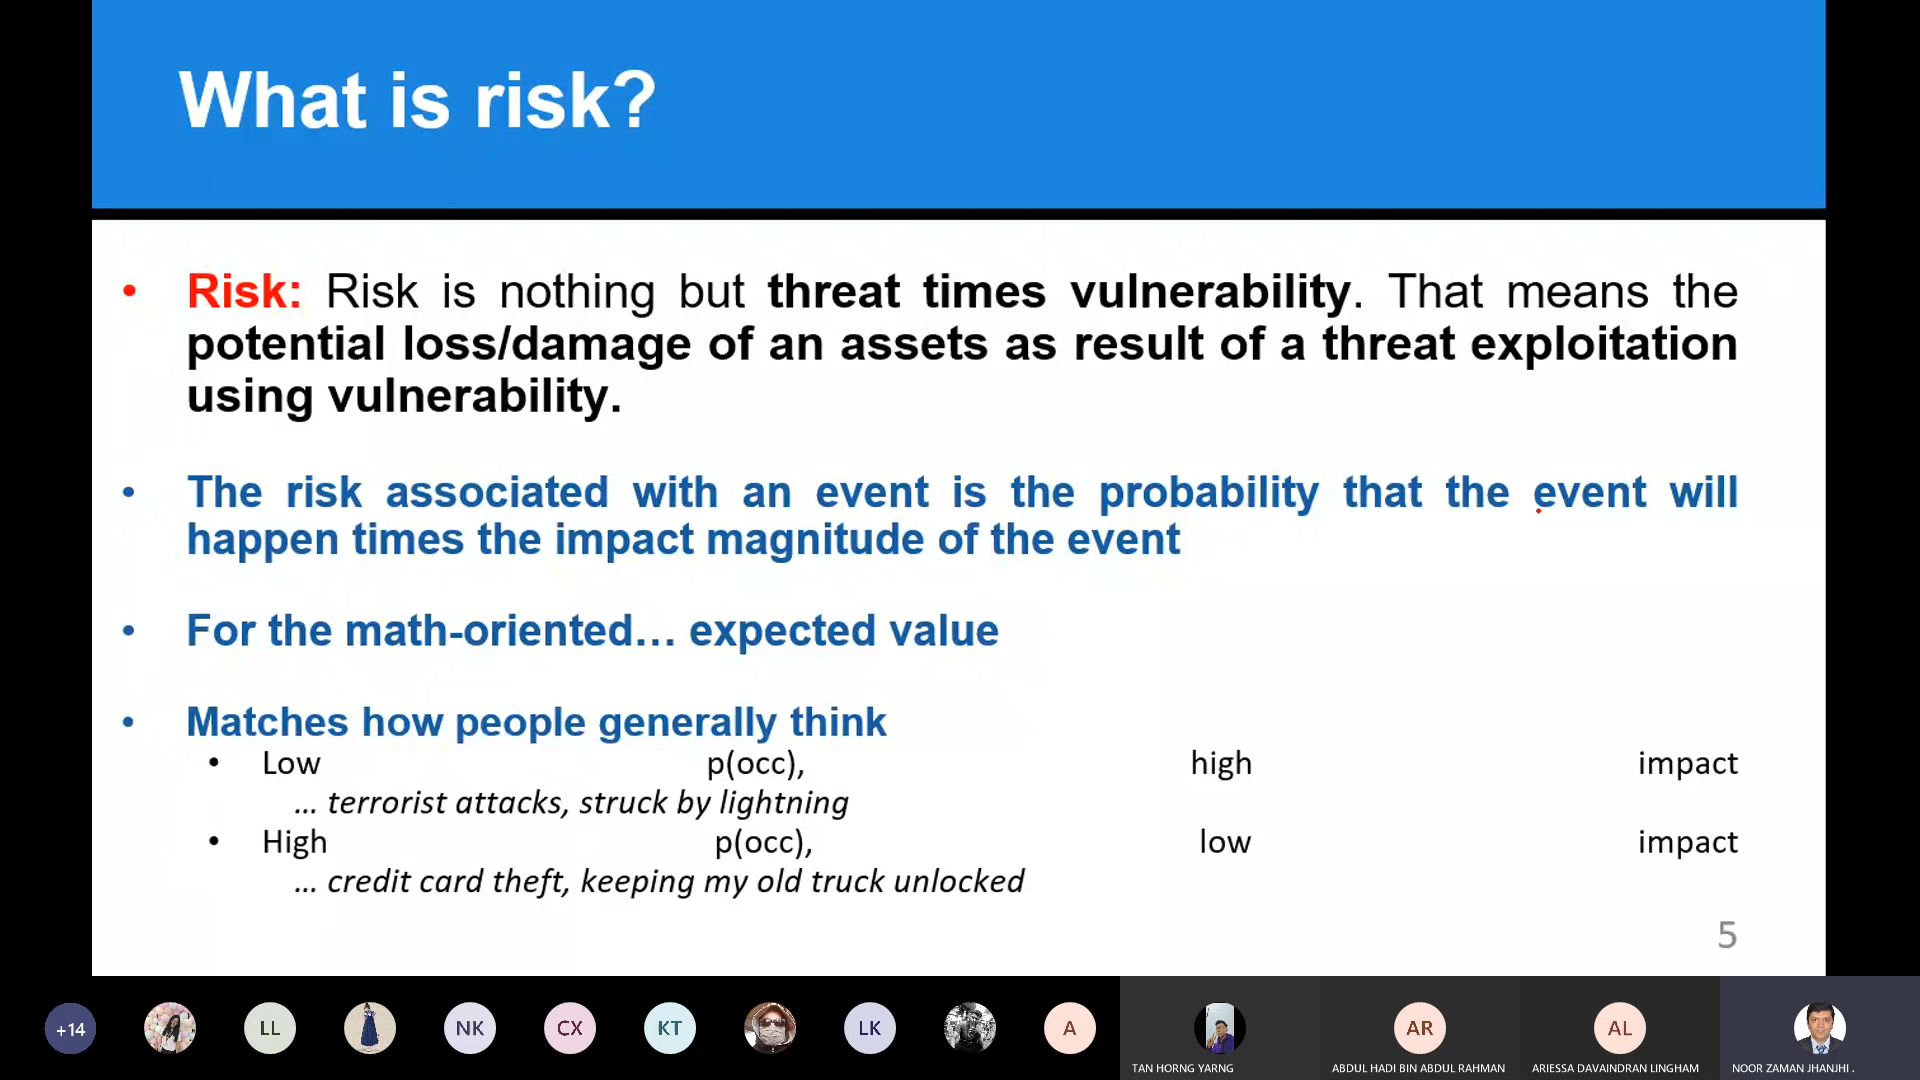 What is risk?
• Risk: Risk is nothing but threat times vulnerability. That means the
potential loss/damage of an assets as result of a threat exploitation
using vulnerability.
• The risk associated with an event is the probability that the event will
happen times the impact magnitude of the event
• For the math-oriented… expected value
• Matches how people generally think
• Low p(occ), high impact
… terrorist attacks, struck by lightning
• High p(occ), low impact
… credit card theft, keeping my old truck unlocked
5
+14 LL NK CX KT LK A AR AL
TAN HORNG YARNG ABDUL HADI BIN ABDUL RAHMAN ARIESSA DAVAINDRAN LINGHAM NOOR ZAMAN JHANJHI .